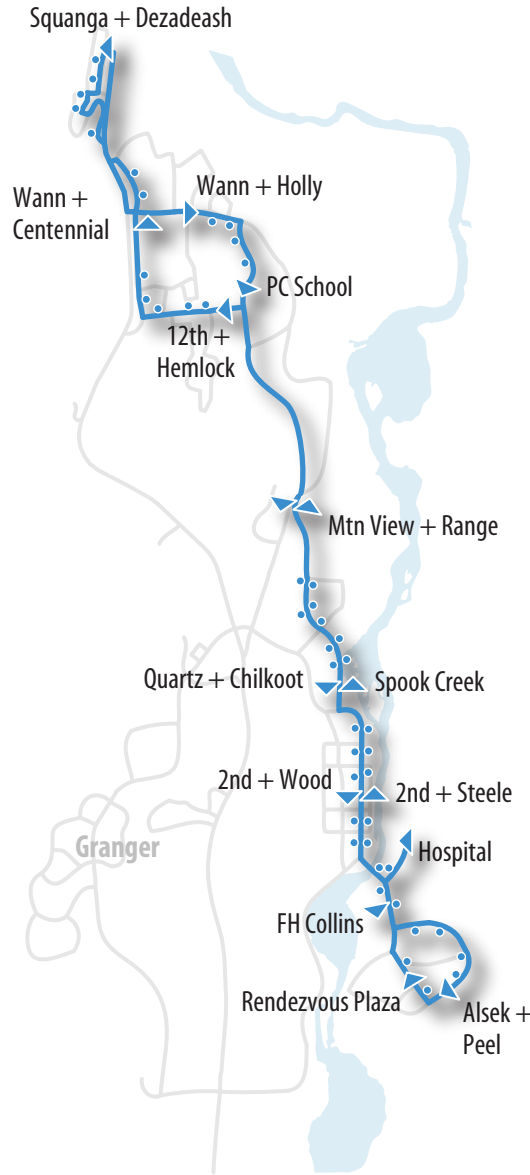 Squanga + Dezadeash
Wann +
Centennial
Wann + Holly
PC School
12th +
Hemlock
Mtn View + Range
Quartz + Chilkoot
Spook Creek
2nd + Wood
2nd + Steele
Granger
Hospital
FH Collins
Rendezvous Plaza
Alsek +
Peel